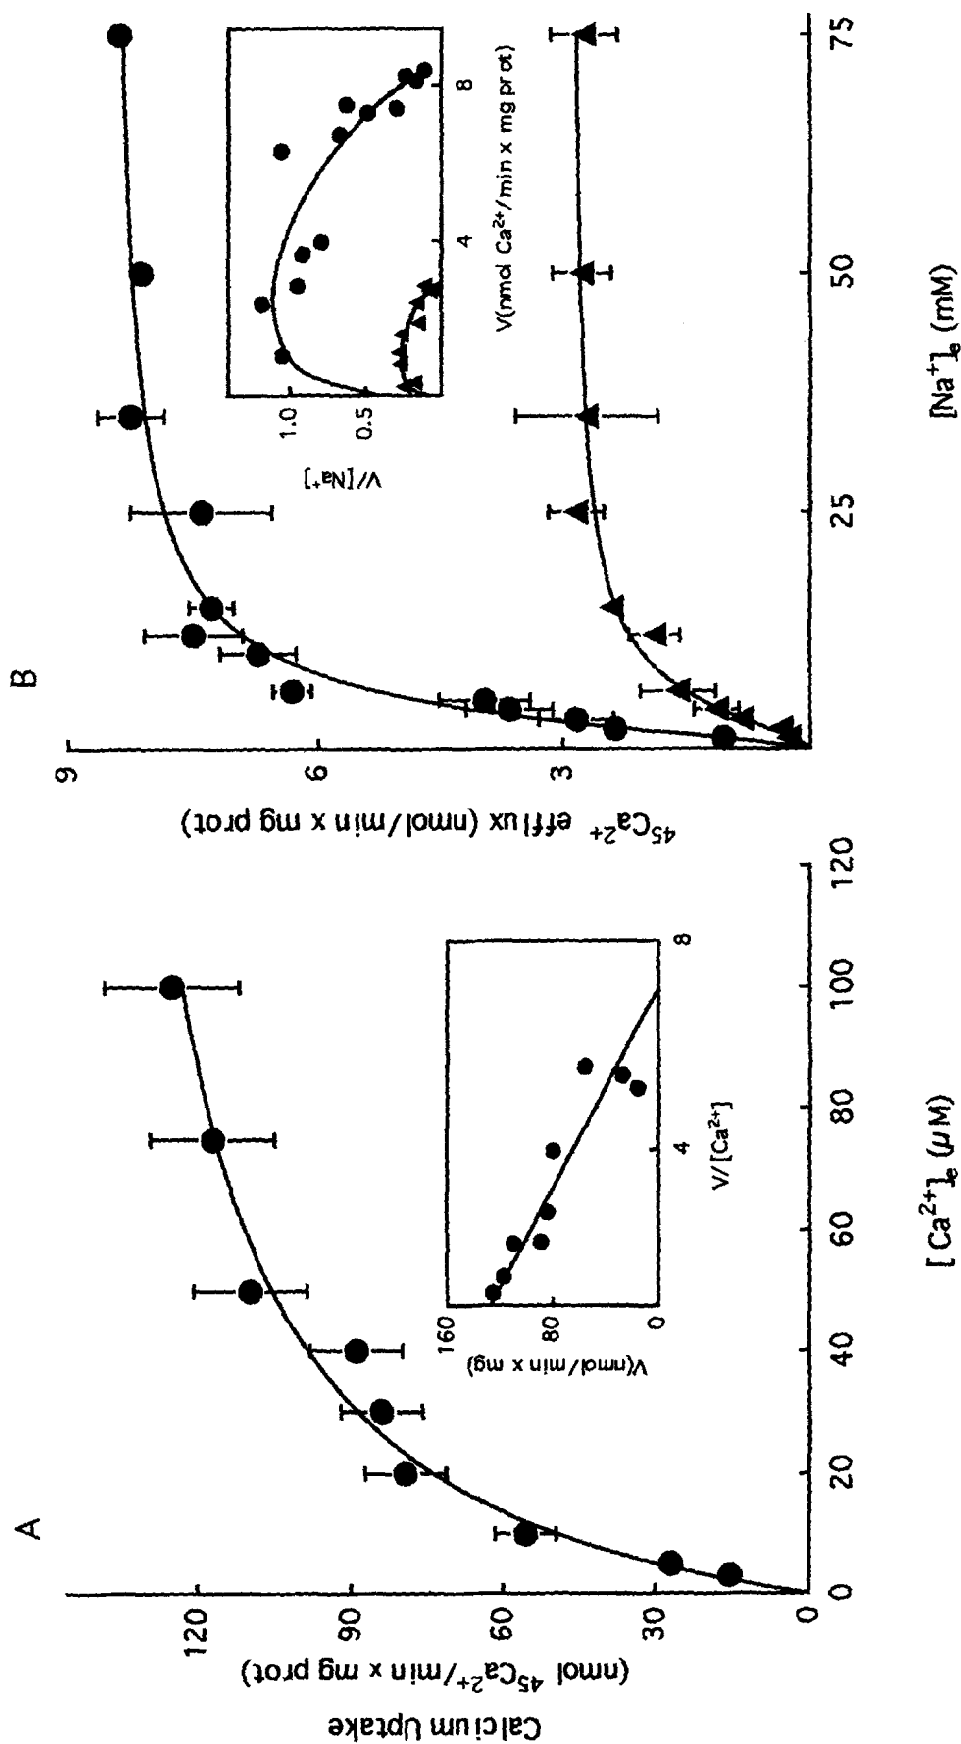 A
Calcium Uptake
(nmol ⁴⁵Ca²⁺/min x mg prot)
120
90
60
30
0
0
20
40
60
80
100
120
[Ca²⁺]ₑ (µM)
V(nmol/min x mg)
160
80
0
4
8
V/[Ca²⁺]
B
⁴⁵Ca²⁺ efflux (nmol/min x mg prot)
9
6
3
25
50
75
[Na⁺]ₑ (mM)
V/[Na⁺]
1.0
0.5
4
8
V(nmol Ca²⁺/min x mg prot)